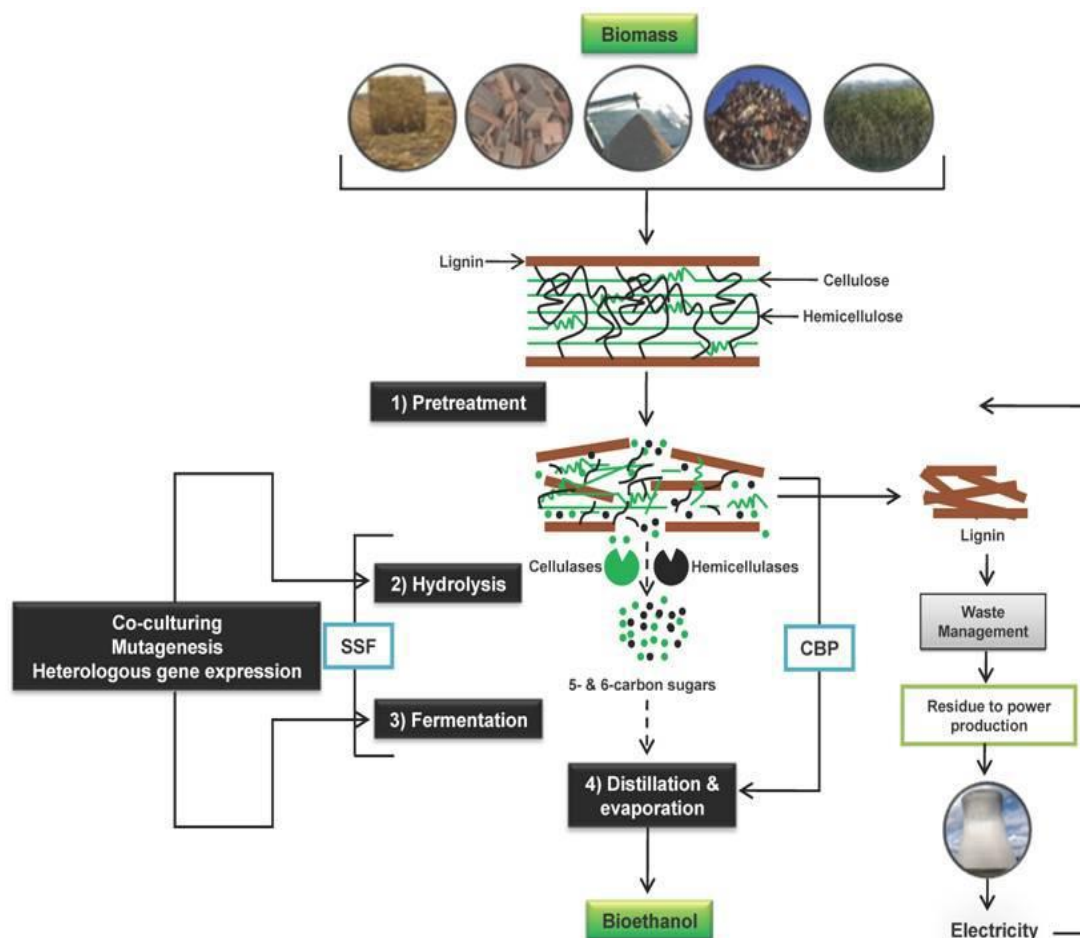 Biomass
Lignin
Cellulose
Hemicellulose
1) Pretreatment
Lignin
Cellulases
Hemicellulases
2) Hydrolysis
Co-culturing
Mutagenesis
Heterologous gene expression
SSF
CBP
Waste
Management
5- & 6-carbon sugars
3) Fermentation
Residue to power
production
4) Distillation &
evaporation
Bioethanol
Electricity